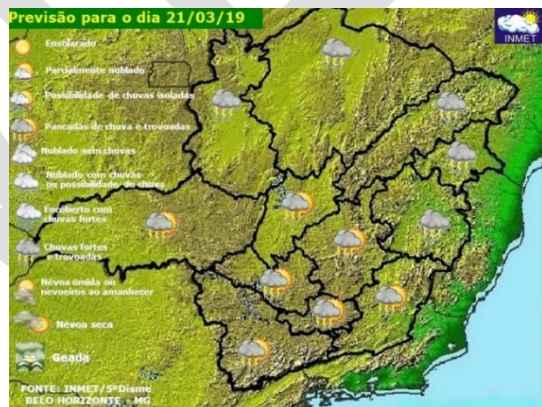 Previsão para o dia 21/03/19
INMET
Ensolarado
Parcialmente nublado
Possibilidade de chuvas isoladas
Pancadas de chuva e trovoadas
Nublado sem chuvas
Nublado com chuvas
ou possibilidade de chuva
Encoberto com
chuvas fortes
Chuvas fortes
e trovoadas
Névoa úmida ou
nevoeiros ao amanhecer
Névoa seca
Geada
FONTE: INMET/5ºDisme
BELO HORIZONTE - MG